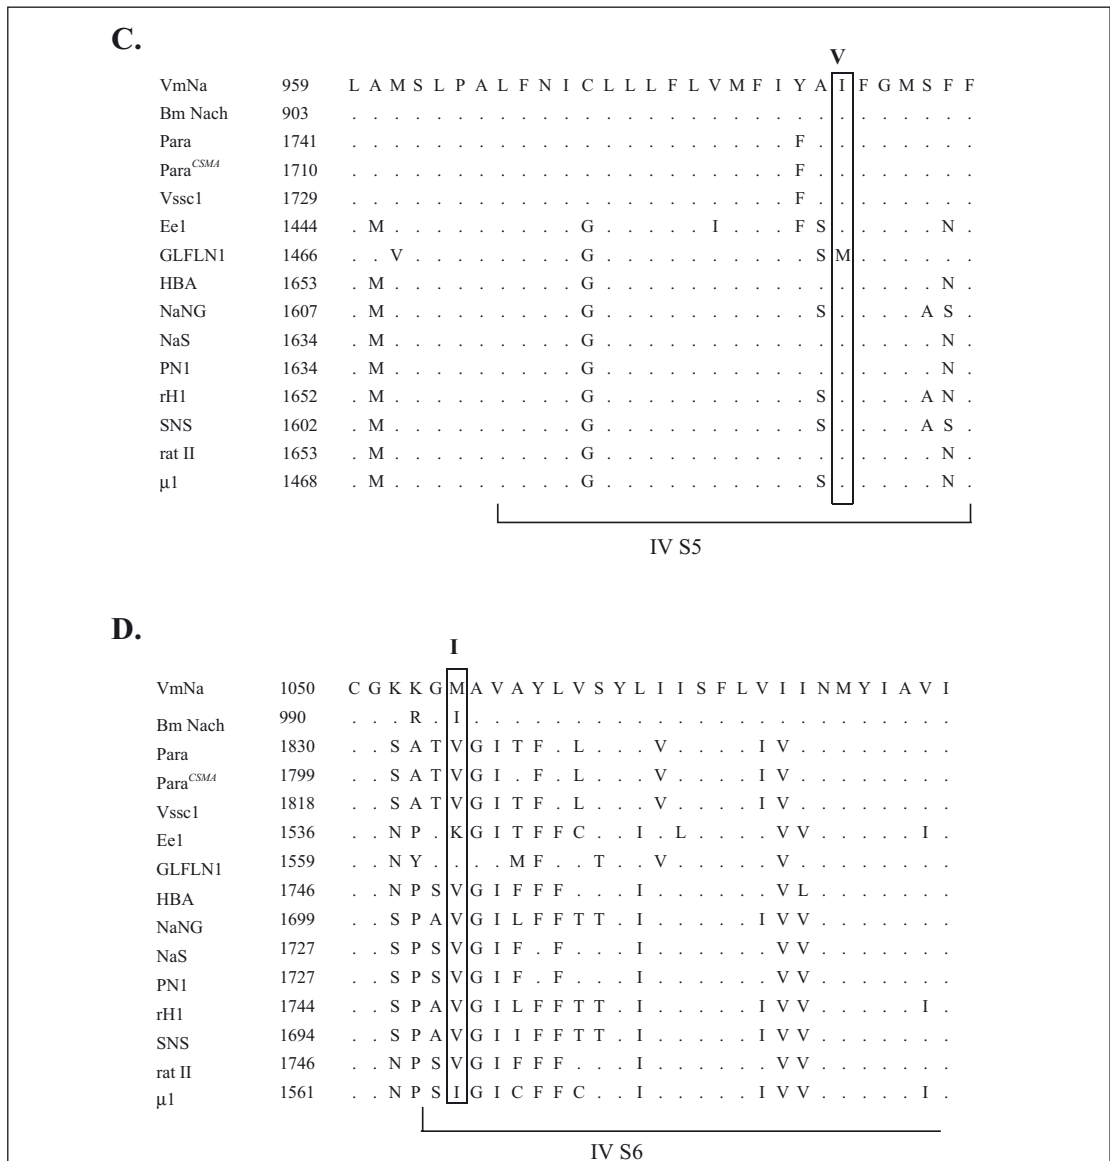 C.
V
VmNa 959 L A M S L P A L F N I C L L L F L V M F I Y A I F G M S F F
Bm Nach 903 . . . . . . . . . . . . . . . . . . . . . . . . . . . . . .
Para 1741 . . . . . . . . . . . . . . . . . . . . . F . . . . . . . .
Para^CSMA 1710 . . . . . . . . . . . . . . . . . . . . . F . . . . . . . .
Vssc1 1729 . . . . . . . . . . . . . . . . . . . . . F . . . . . . . .
Ee1 1444 . M . . . . . . . . . G . . . . . I . . . F S . . . . . N .
GLFLN1 1466 . . V . . . . . . . . G . . . . . . . . . . S M . . . . . .
HBA 1653 . M . . . . . . . . . G . . . . . . . . . . . . . . . . N .
NaNG 1607 . M . . . . . . . . . G . . . . . . . . . . S . . . . A S .
NaS 1634 . M . . . . . . . . . G . . . . . . . . . . . . . . . . N .
PN1 1634 . M . . . . . . . . . G . . . . . . . . . . . . . . . . N .
rH1 1652 . M . . . . . . . . . G . . . . . . . . . . S . . . . A N .
SNS 1602 . M . . . . . . . . . G . . . . . . . . . . S . . . . A S .
rat II 1653 . M . . . . . . . . . G . . . . . . . . . . . . . . . . N .
μ1 1468 . M . . . . . . . . . G . . . . . . . . . . S . . . . . N .
IV S5
D.
I
VmNa 1050 C G K K G M A V A Y L V S Y L I I S F L V I I N M Y I A V I
Bm Nach 990 . . . R . I . . . . . . . . . . . . . . . . . . . . . . . .
Para 1830 . . S A T V G I T F . L . . . V . . . . I V . . . . . . . .
Para^CSMA 1799 . . S A T V G I . F . L . . . V . . . . I V . . . . . . . .
Vssc1 1818 . . S A T V G I T F . L . . . V . . . . I V . . . . . . . .
Ee1 1536 . . N P . K G I T F F C . . I . L . . . . V V . . . . . I .
GLFLN1 1559 . . N Y . . . . M F . . T . . V . . . . . V . . . . . . . .
HBA 1746 . . N P S V G I F F F . . . I . . . . . . V L . . . . . . .
NaNG 1699 . . S P A V G I L F F T T . I . . . . . I V V . . . . . . .
NaS 1727 . . S P S V G I F . F . . . I . . . . . . V V . . . . . . .
PN1 1727 . . S P S V G I F . F . . . I . . . . . . V V . . . . . . .
rH1 1744 . . S P A V G I L F F T T . I . . . . . I V V . . . . . I .
SNS 1694 . . S P A V G I I F F T T . I . . . . . I V V . . . . . . .
rat II 1746 . . N P S V G I F F F . . . I . . . . . . V V . . . . . . .
μ1 1561 . . N P S I G I C F F C . . I . . . . . I V V . . . . . I .
IV S6